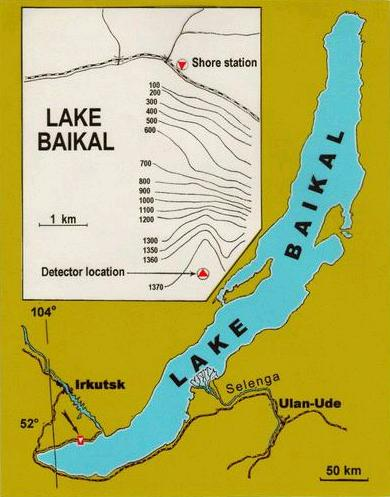 Shore station
LAKE
BAIKAL
100
200
300
400
500
600
700
800
900
1000
1100
1200
1300
1350
1360
1370
1 km
Detector location
LAKE BAIKAL
104°
Irkutsk
52°
Selenga
Ulan-Ude
50 km